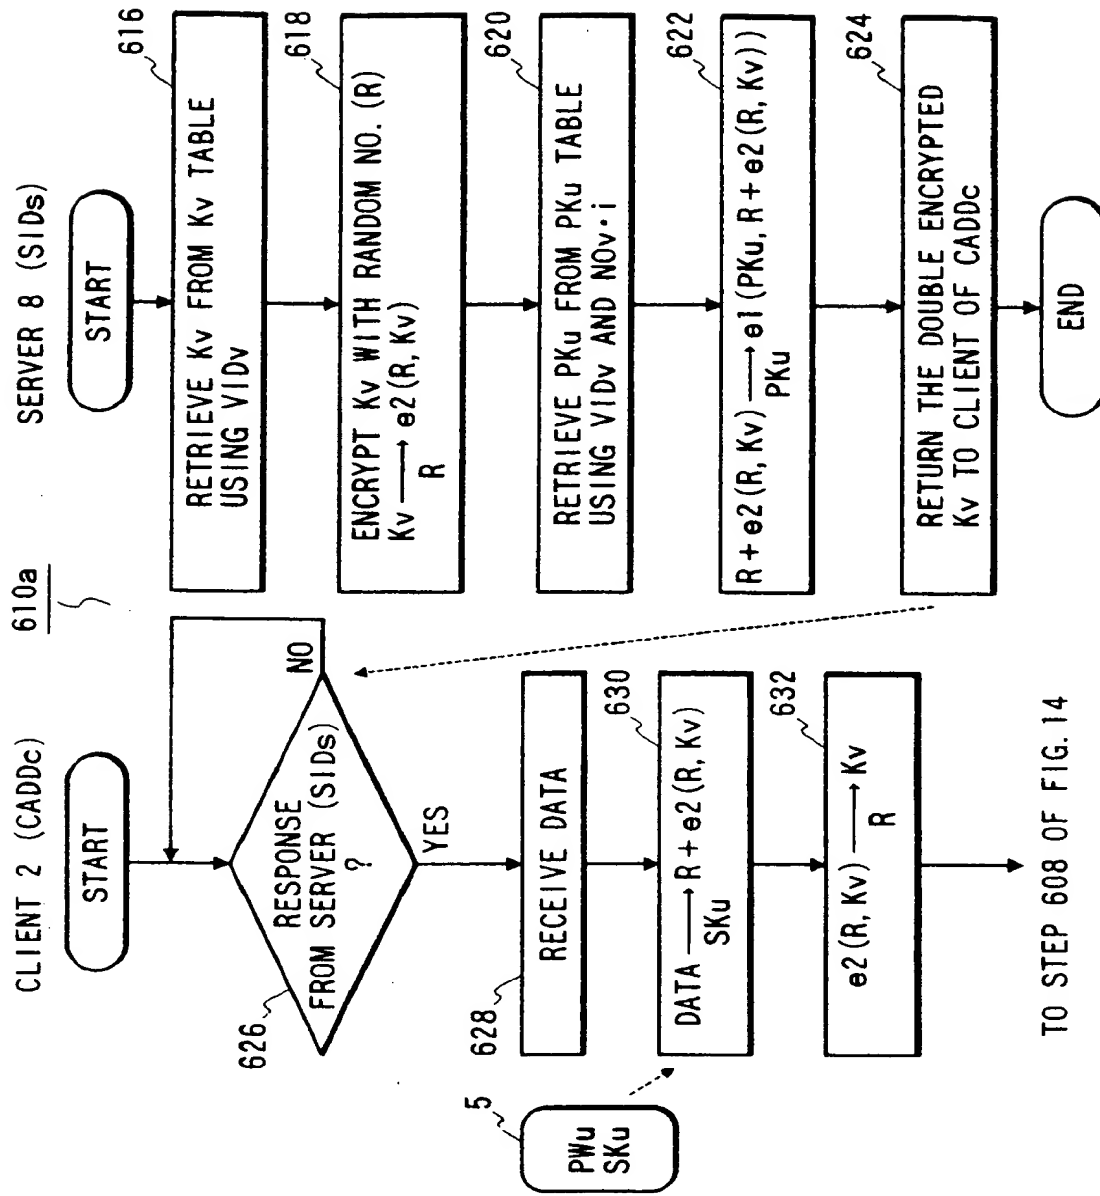 610a
CLIENT 2 (CADDc)
START
RESPONSE
FROM SERVER (SIDs)
?
626
NO
YES
RECEIVE DATA
628
DATA → R + e2(R, Kv)
SKu
630
e2(R, Kv) → Kv
R
632
5
PWu
SKu
TO STEP 608 OF FIG. 14
SERVER 8 (SIDs)
START
RETRIEVE Kv FROM Kv TABLE
USING VIDv
616
ENCRYPT Kv WITH RANDOM NO. (R)
Kv → e2(R, Kv)
R
618
RETRIEVE PKu FROM PKu TABLE
USING VIDv AND NOv·i
620
R + e2(R, Kv) → e1(PKu, R + e2(R, Kv))
PKu
622
RETURN THE DOUBLE ENCRYPTED
Kv TO CLIENT OF CADDc
624
END